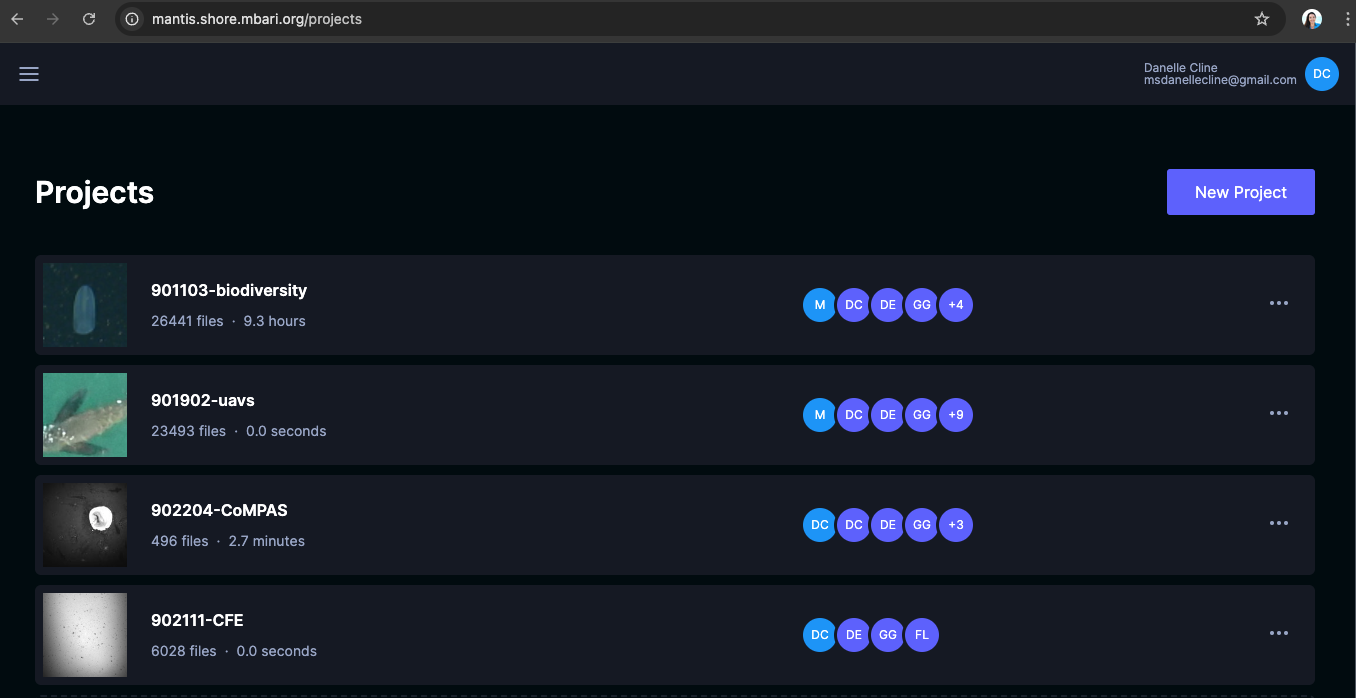 mantis.shore.mbari.org/projects
Danelle Cline
msdanellecline@gmail.com
DC
Projects
New Project
901103-biodiversity
26441 files · 9.3 hours
M DC DE GG +4
901902-uavs
23493 files · 0.0 seconds
M DC DE GG +9
902204-CoMPAS
496 files · 2.7 minutes
DC DC DE GG +3
902111-CFE
6028 files · 0.0 seconds
DC DE GG FL